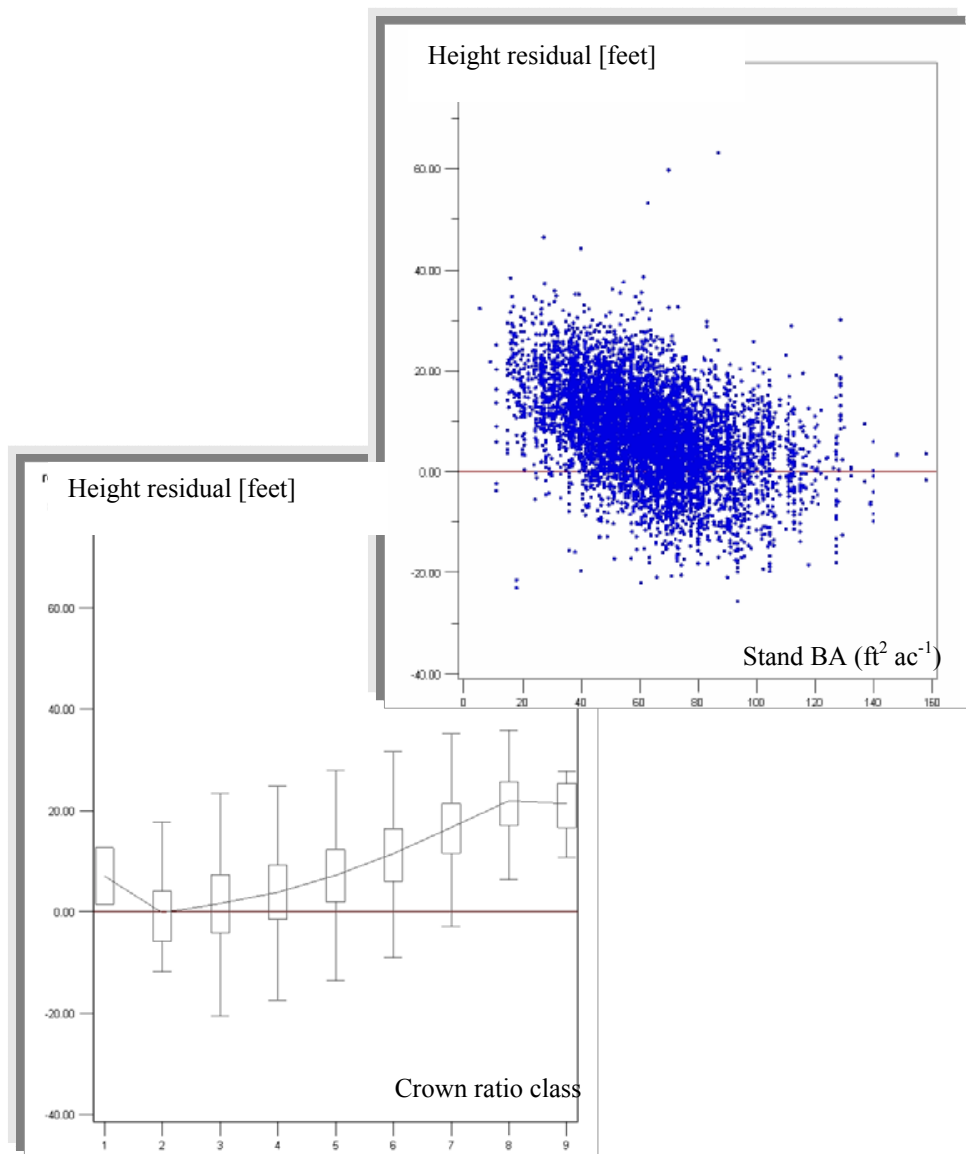 Height residual [feet]
60.00
40.00
20.00
0.00
-20.00
-40.00
Stand BA (ft² ac⁻¹)
0 20 40 60 80 100 120 140 160
Height residual [feet]
60.00
40.00
20.00
0.00
-20.00
-40.00
Crown ratio class
1 2 3 4 5 6 7 8 9